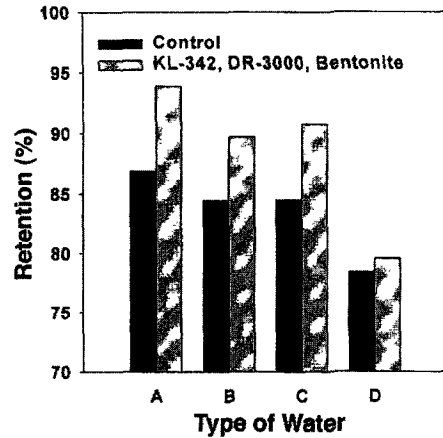 100
Control
KL-342, DR-3000, Bentonite
95
90
85
80
75
70
Retention (%)
A B C D
Type of Water